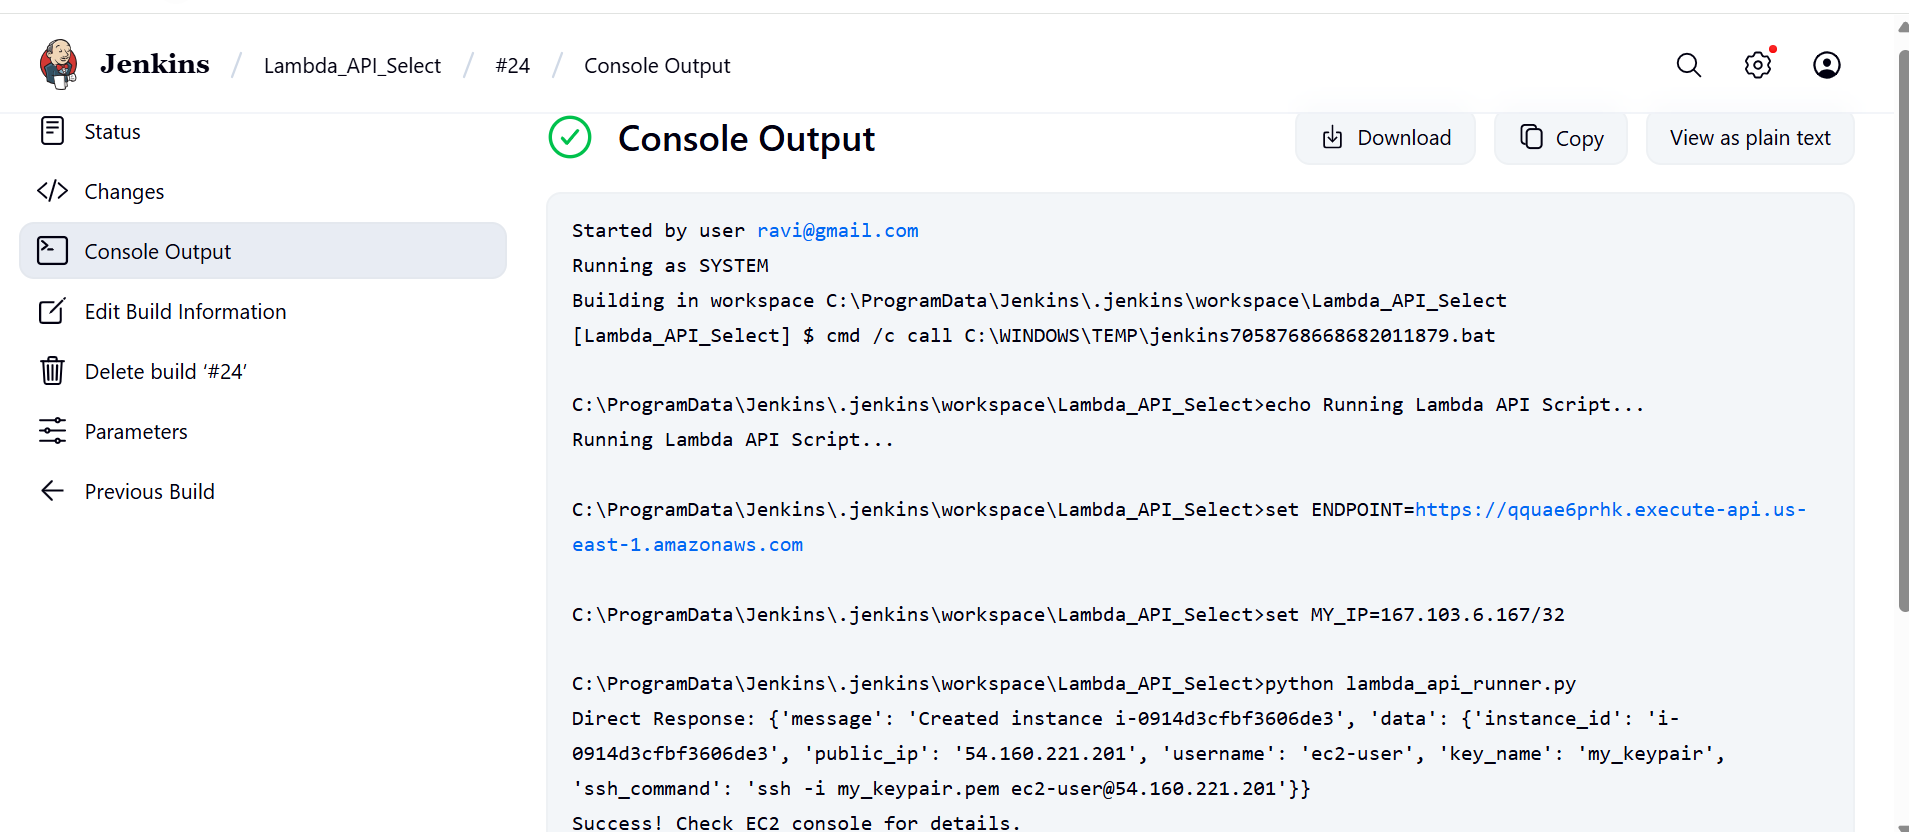 Jenkins / Lambda_API_Select / #24 / Console Output
Status
Changes
Console Output
Edit Build Information
Delete build ‘#24’
Parameters
Previous Build
Console Output
Download
Copy
View as plain text
Started by user ravi@gmail.com
Running as SYSTEM
Building in workspace C:\ProgramData\Jenkins\.jenkins\workspace\Lambda_API_Select
[Lambda_API_Select] $ cmd /c call C:\WINDOWS\TEMP\jenkins7058768668682011879.bat
C:\ProgramData\Jenkins\.jenkins\workspace\Lambda_API_Select>echo Running Lambda API Script...
Running Lambda API Script...
C:\ProgramData\Jenkins\.jenkins\workspace\Lambda_API_Select>set ENDPOINT=https://qquae6prhk.execute-api.us-
east-1.amazonaws.com
C:\ProgramData\Jenkins\.jenkins\workspace\Lambda_API_Select>set MY_IP=167.103.6.167/32
C:\ProgramData\Jenkins\.jenkins\workspace\Lambda_API_Select>python lambda_api_runner.py
Direct Response: {'message': 'Created instance i-0914d3cfbf3606de3', 'data': {'instance_id': 'i-
0914d3cfbf3606de3', 'public_ip': '54.160.221.201', 'username': 'ec2-user', 'key_name': 'my_keypair',
'ssh_command': 'ssh -i my_keypair.pem ec2-user@54.160.221.201'}}
Success! Check EC2 console for details.